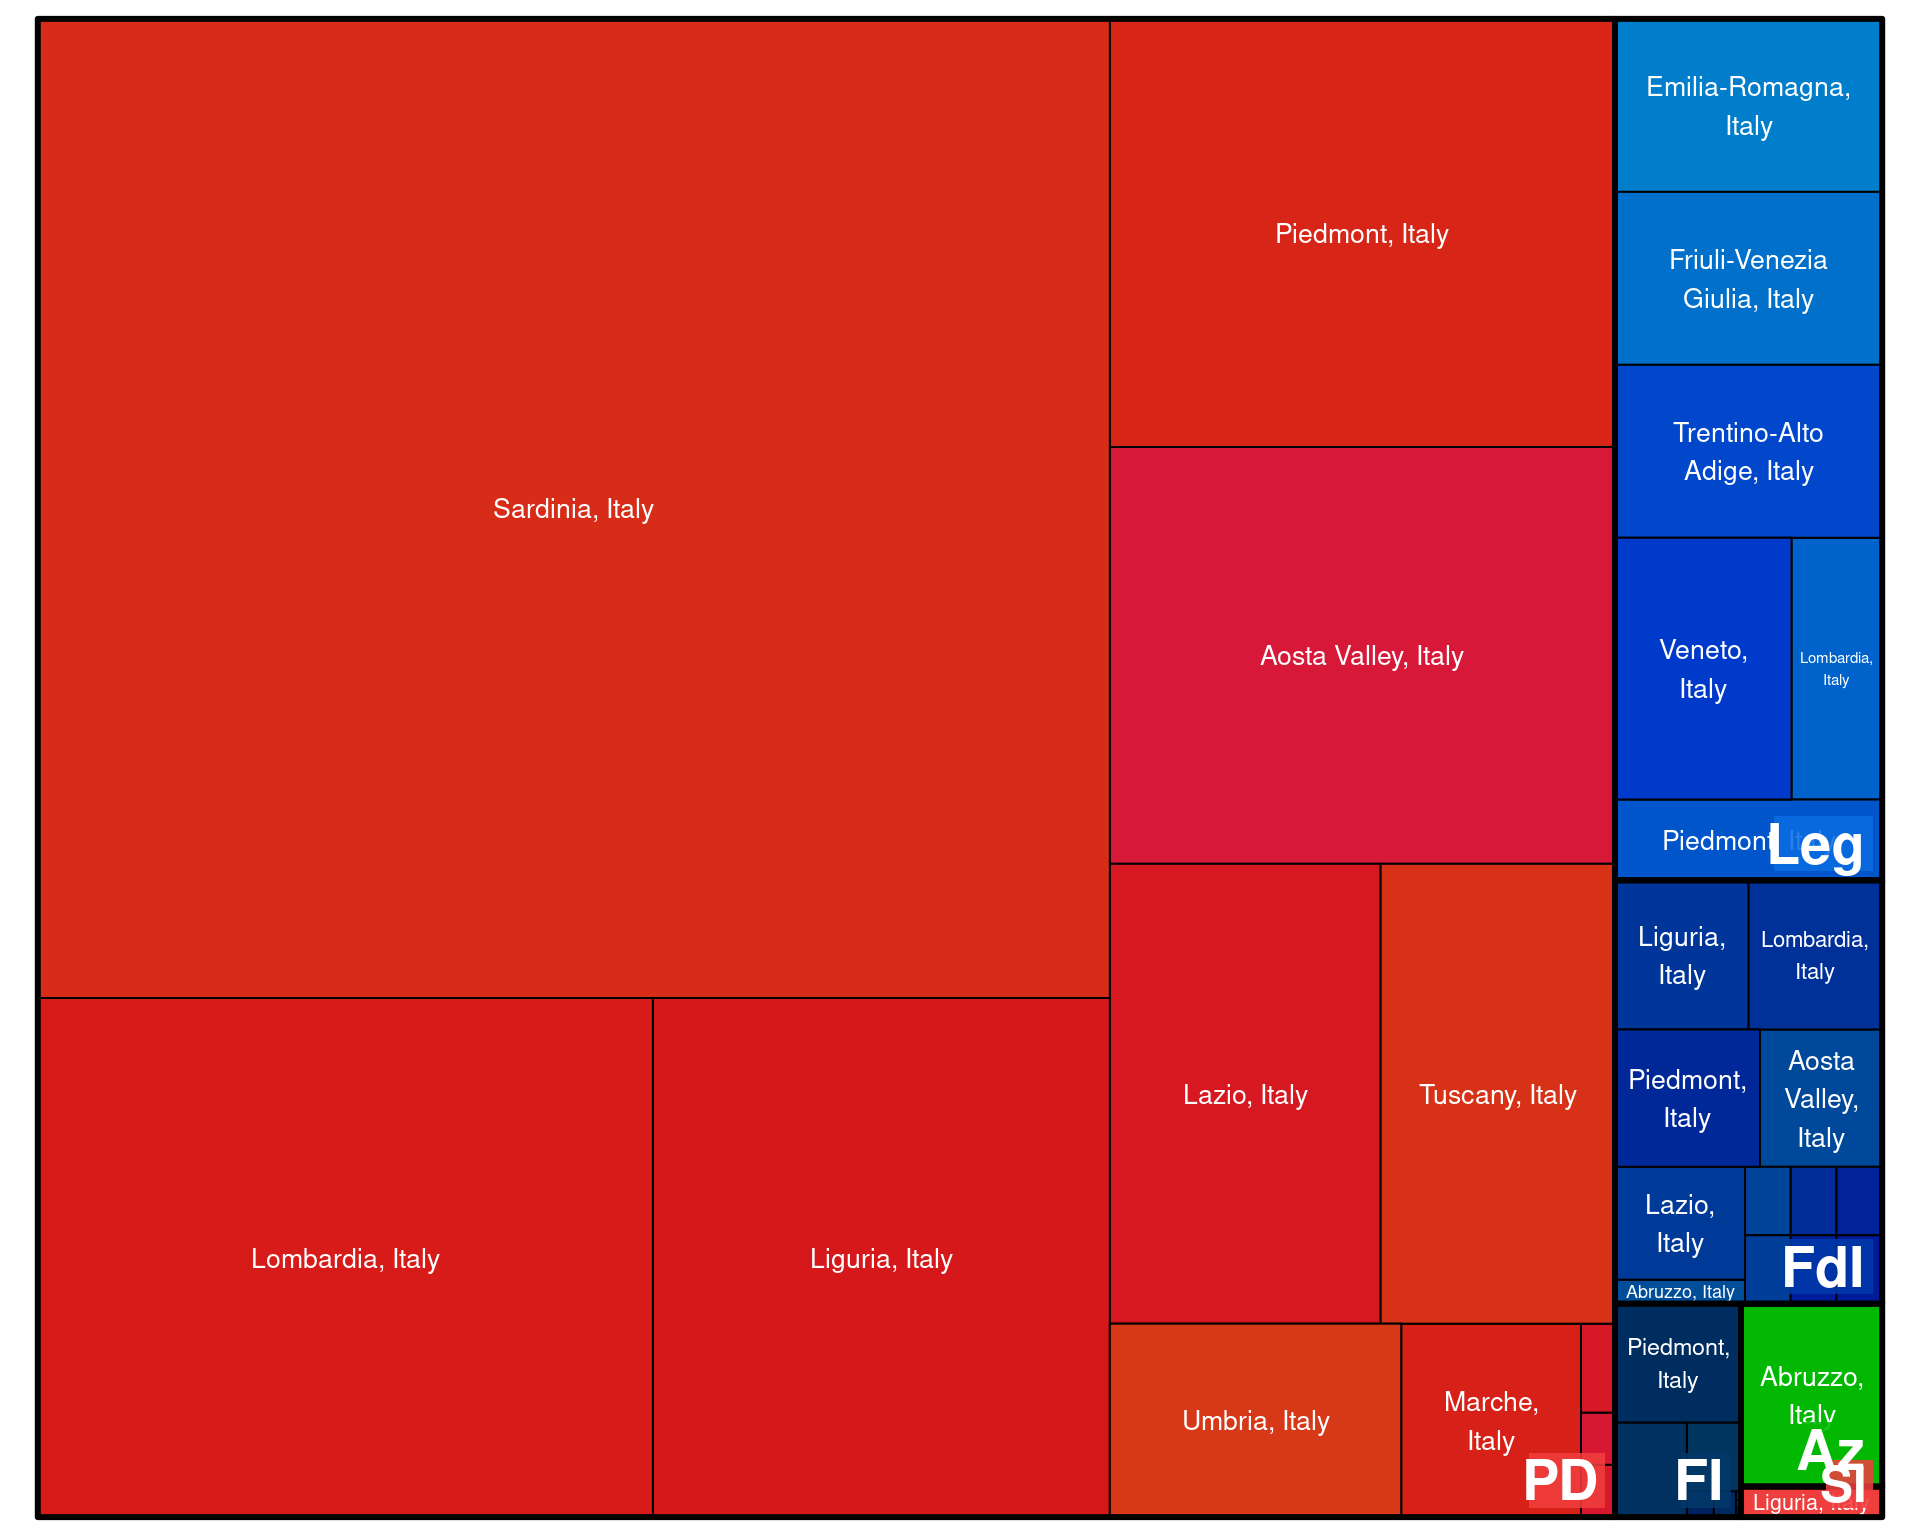 Sardinia, Italy
Lombardia, Italy
Liguria, Italy
Piedmont, Italy
Aosta Valley, Italy
Lazio, Italy
Tuscany, Italy
Umbria, Italy
Marche,
Italy
PD
Emilia-Romagna,
Italy
Friuli-Venezia
Giulia, Italy
Trentino-Alto
Adige, Italy
Veneto,
Italy
Lombardia,
Italy
Piedmont
Leg
Liguria,
Italy
Lombardia,
Italy
Piedmont,
Italy
Aosta
Valley,
Italy
Lazio,
Italy
Abruzzo, Italy
FdI
Piedmont,
Italy
FI
Abruzzo,
Italy
Az
SI
Liguria, Italy